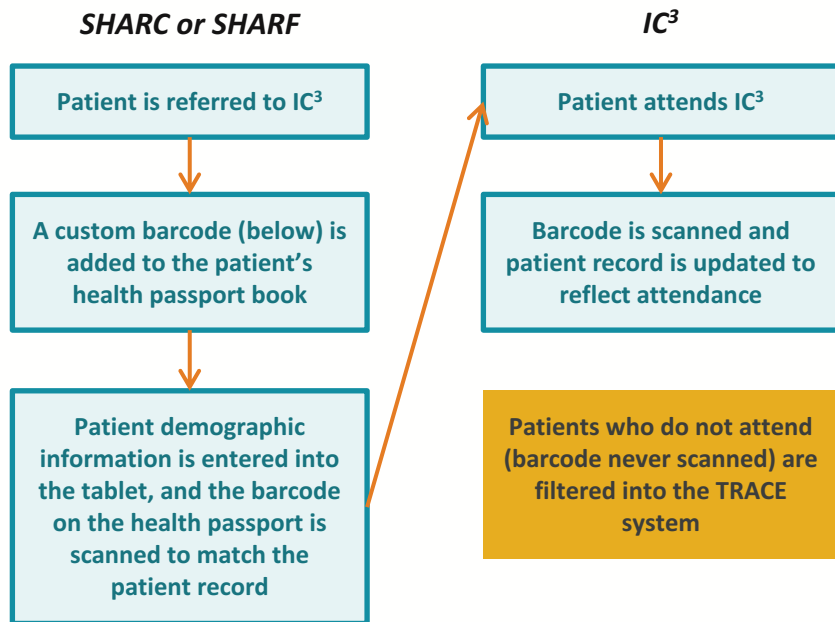 SHARC or SHARF
Patient is referred to IC³
A custom barcode (below) is
added to the patient’s
health passport book
Patient demographic
information is entered into
the tablet, and the barcode
on the health passport is
scanned to match the
patient record
IC³
Patient attends IC³
Barcode is scanned and
patient record is updated to
reflect attendance
Patients who do not attend
(barcode never scanned) are
filtered into the TRACE
system